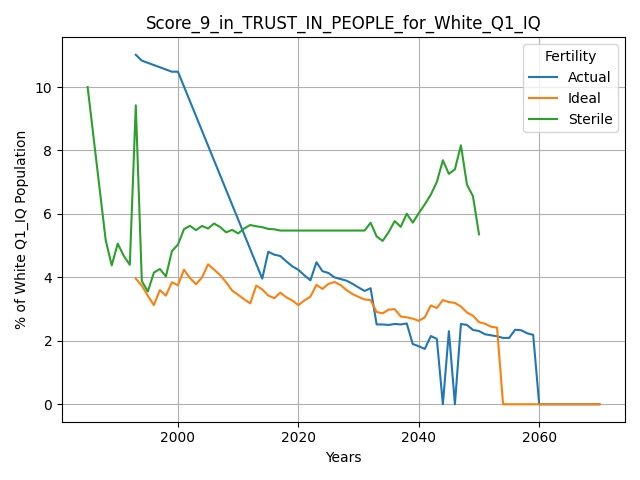 Score_9_in_TRUST_IN_PEOPLE_for_White_Q1_IQ
Fertility
Actual
Ideal
Sterile
% of White Q1_IQ Population
10
8
6
4
2
0
2000 2020 2040 2060
Years